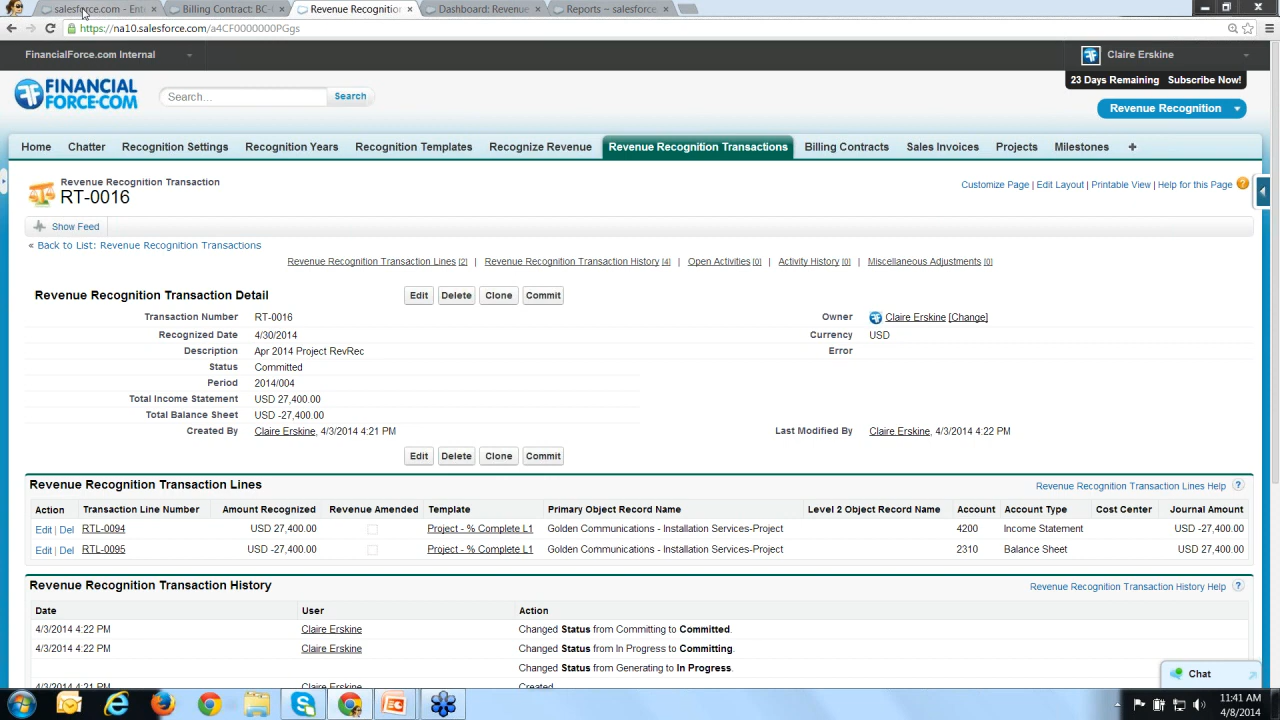 salesforce.com - Ent
Billing Contract: BC-
Revenue Recognition
Dashboard: Revenue
Reports ~ salesforce
https://na10.salesforce.com/a4CF0000000PGgs
FinancialForce.com Internal
Claire Erskine
23 Days Remaining Subscribe Now!
FINANCIAL
FORCE.COM
Search...
Search
Revenue Recognition
Home
Chatter
Recognition Settings
Recognition Years
Recognition Templates
Recognize Revenue
Revenue Recognition Transactions
Billing Contracts
Sales Invoices
Projects
Milestones
+
Revenue Recognition Transaction
RT-0016
Customize Page | Edit Layout | Printable View | Help for this Page ?
Show Feed
« Back to List: Revenue Recognition Transactions
Revenue Recognition Transaction Lines [2] | Revenue Recognition Transaction History [4] | Open Activities [0] | Activity History [0] | Miscellaneous Adjustments [0]
Revenue Recognition Transaction Detail
Edit Delete Clone Commit
Transaction Number RT-0016 Owner Claire Erskine [Change]
Recognized Date 4/30/2014 Currency USD
Description Apr 2014 Project RevRec Error
Status Committed
Period 2014/004
Total Income Statement USD 27,400.00
Total Balance Sheet USD -27,400.00
Created By Claire Erskine, 4/3/2014 4:21 PM Last Modified By Claire Erskine, 4/3/2014 4:22 PM
Edit Delete Clone Commit
Revenue Recognition Transaction Lines
Revenue Recognition Transaction Lines Help ?
Action Transaction Line Number Amount Recognized Revenue Amended Template Primary Object Record Name Level 2 Object Record Name Account Account Type Cost Center Journal Amount
Edit | Del RTL-0094 USD 27,400.00 Project - % Complete L1 Golden Communications - Installation Services-Project 4200 Income Statement USD -27,400.00
Edit | Del RTL-0095 USD -27,400.00 Project - % Complete L1 Golden Communications - Installation Services-Project 2310 Balance Sheet USD 27,400.00
Revenue Recognition Transaction History
Revenue Recognition Transaction History Help ?
Date User Action
4/3/2014 4:22 PM Claire Erskine Changed Status from Committing to Committed.
4/3/2014 4:22 PM Claire Erskine Changed Status from In Progress to Committing.
Changed Status from Generating to In Progress.
4/3/2014 4:21 PM Claire Erskine Created.
Chat
11:41 AM
4/8/2014